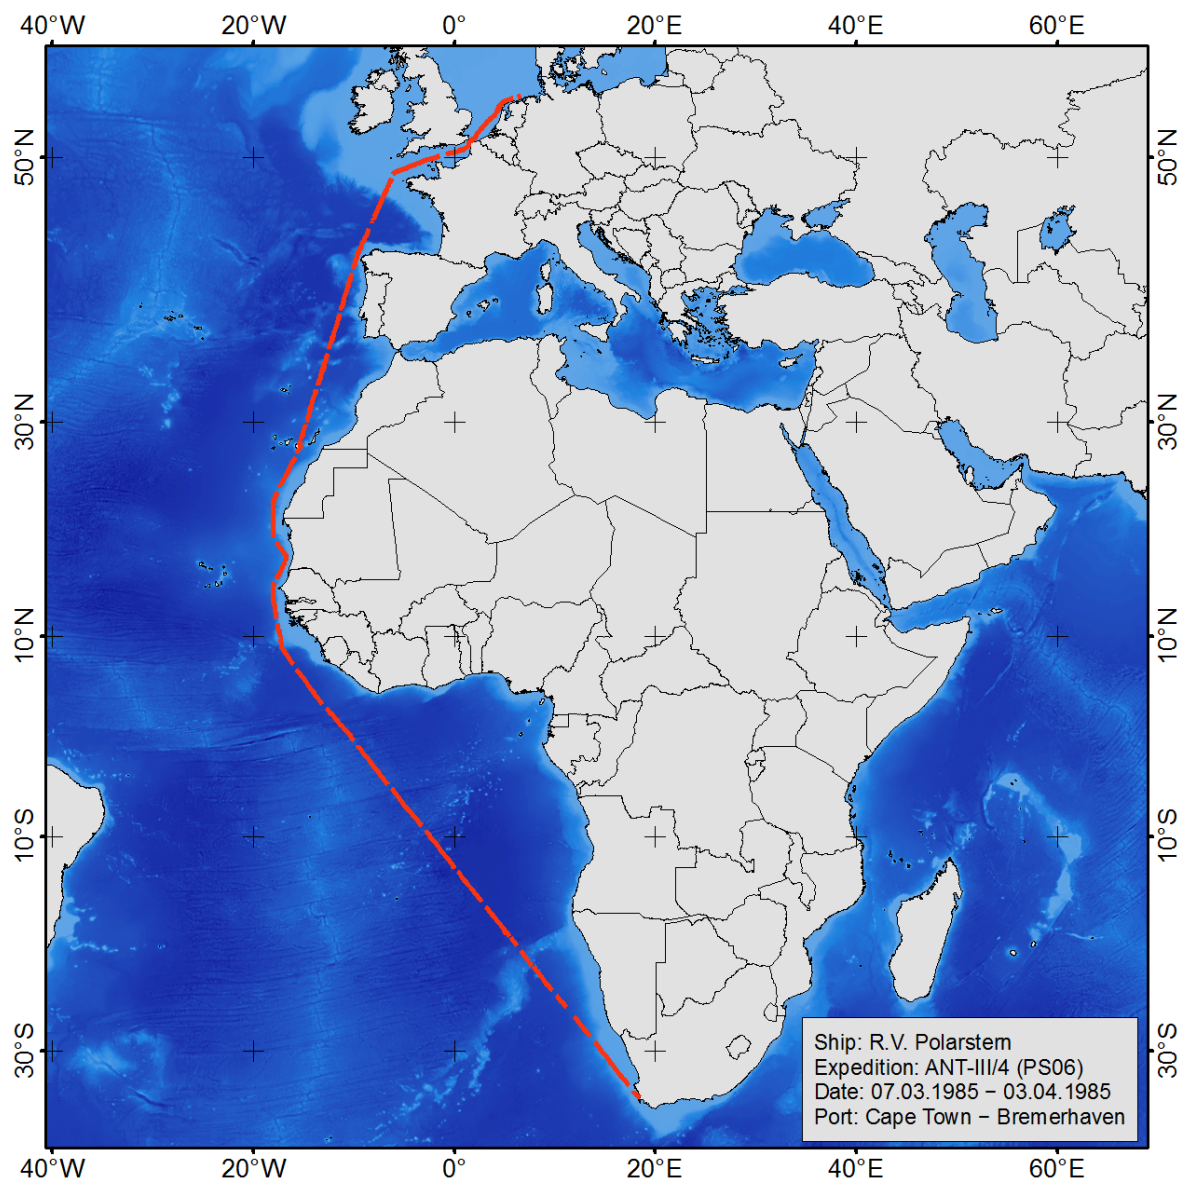 40°W 20°W 0° 20°E 40°E 60°E
50°N 50°N
30°N 30°N
10°N 10°N
10°S 10°S
30°S 30°S
Ship: R.V. Polarstern
Expedition: ANT-III/4 (PS06)
Date: 07.03.1985 − 03.04.1985
Port: Cape Town − Bremerhaven
40°W 20°W 0° 20°E 40°E 60°E